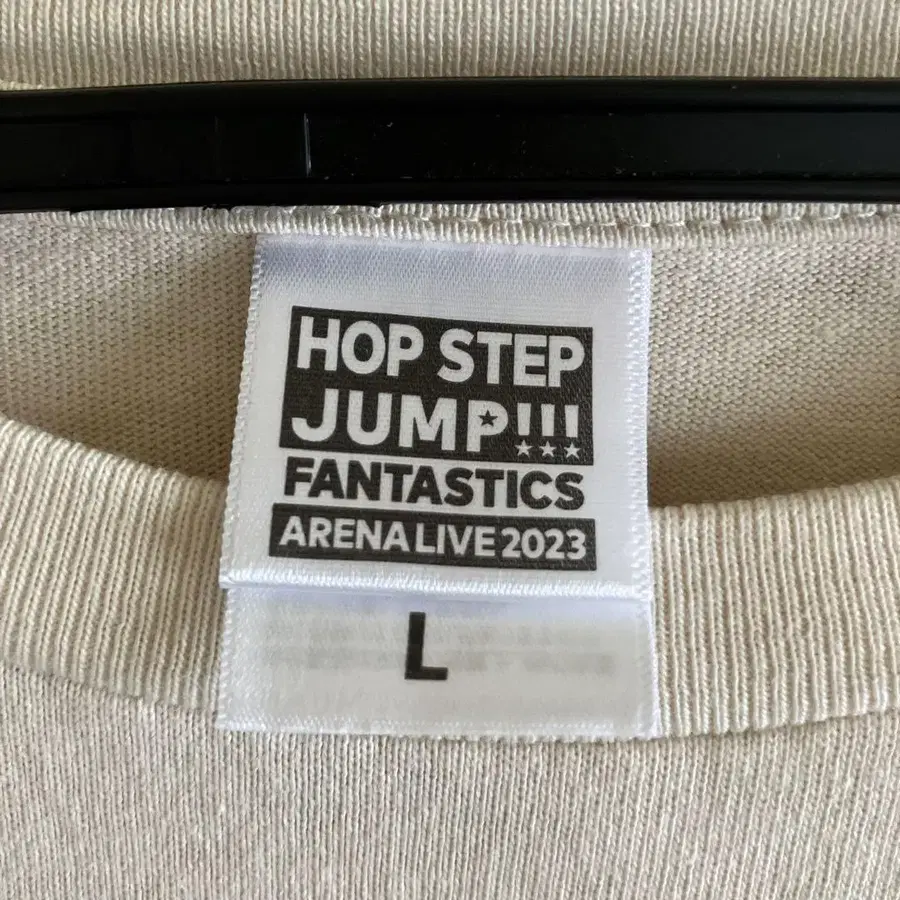 HOP STEP
JUMP!!!
FANTASTICS
ARENA LIVE 2023
L